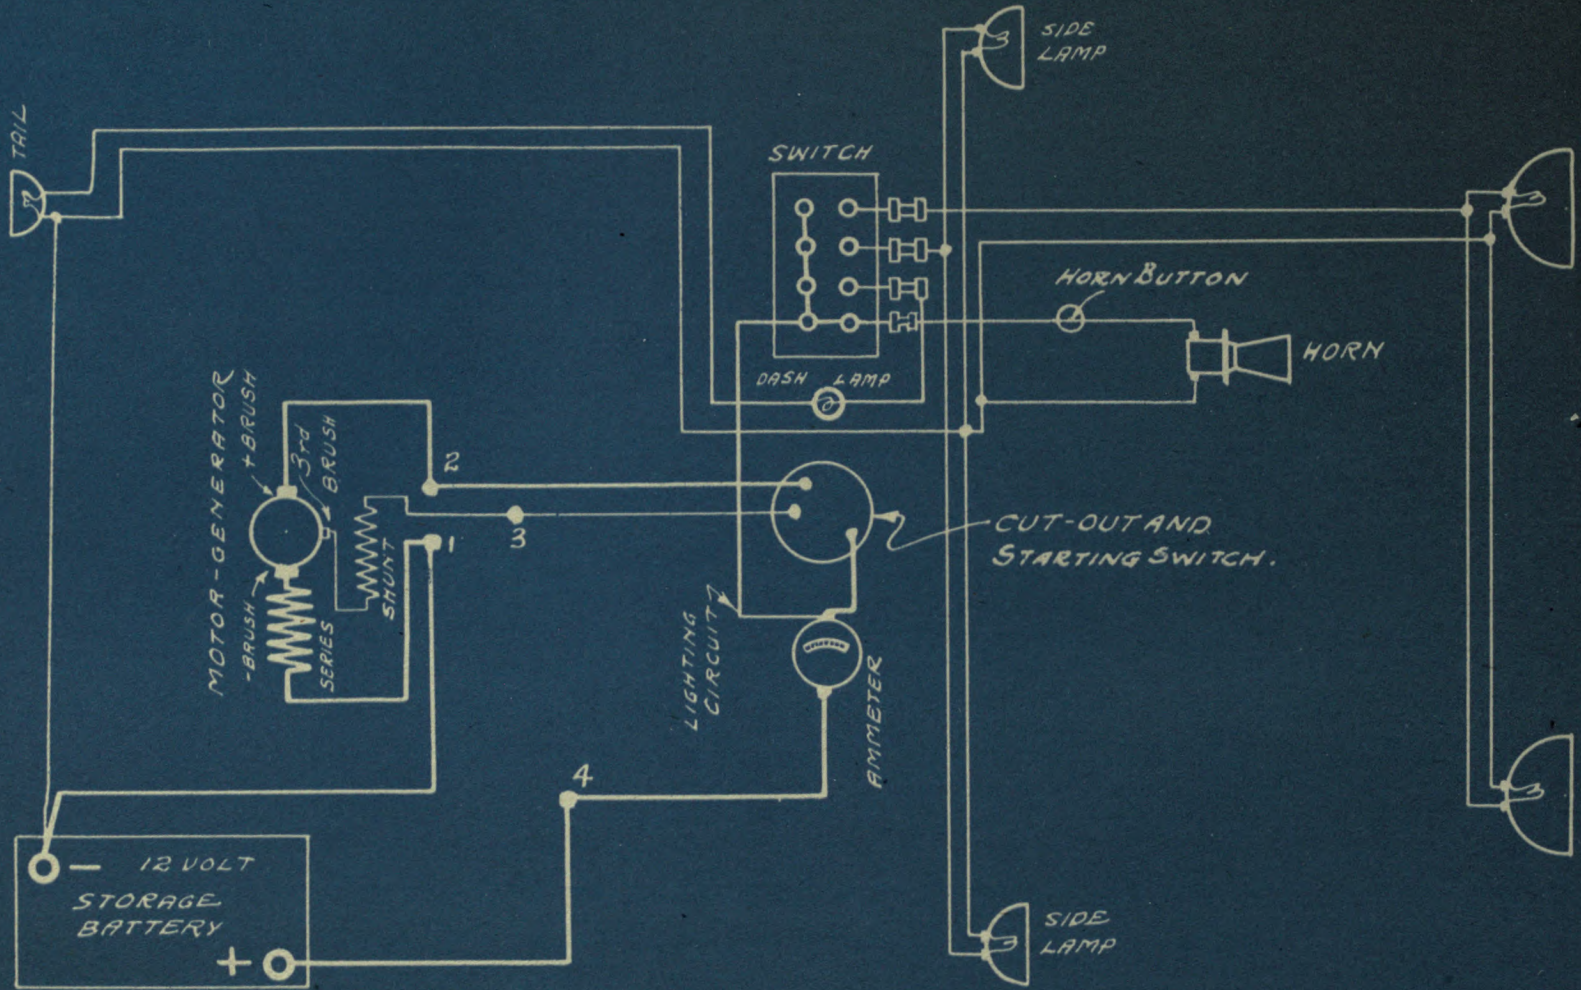 SIDE
LAMP
TAIL
SWITCH
HORN BUTTON
HORN
DASH LAMP
MOTOR-GENERATOR
+ BRUSH
3rd
BRUSH
- BRUSH
SERIES
SHUNT
2
1
3
CUT-OUT AND
STARTING SWITCH.
LIGHTING
CIRCUIT
AMMETER
4
- 12 VOLT
STORAGE
BATTERY
+
SIDE
LAMP